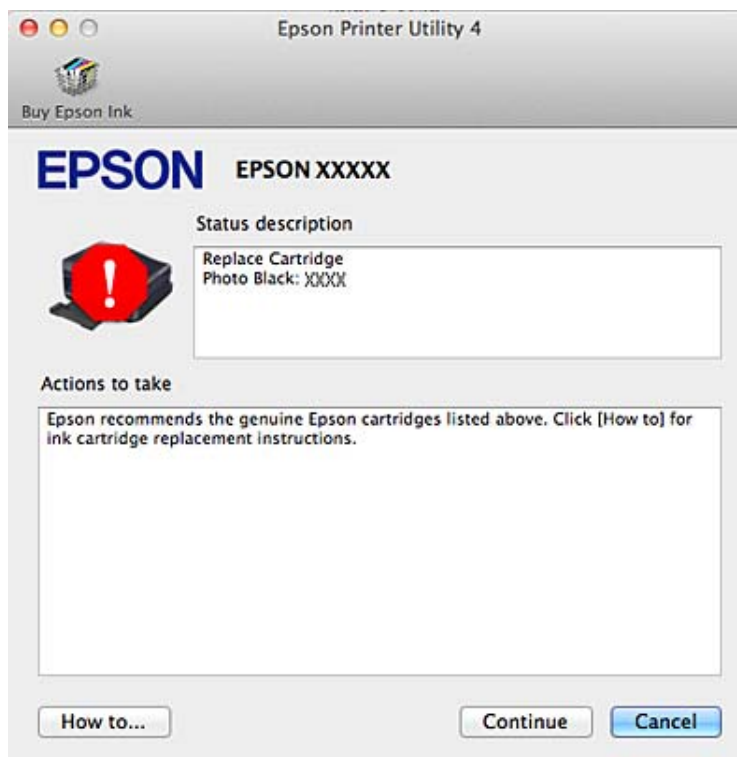 Epson Printer Utility 4
Buy Epson Ink
EPSON EPSON XXXXX
Status description
Replace Cartridge
Photo Black: XXXX
Actions to take
Epson recommends the genuine Epson cartridges listed above. Click [How to] for
ink cartridge replacement instructions.
How to... Continue Cancel